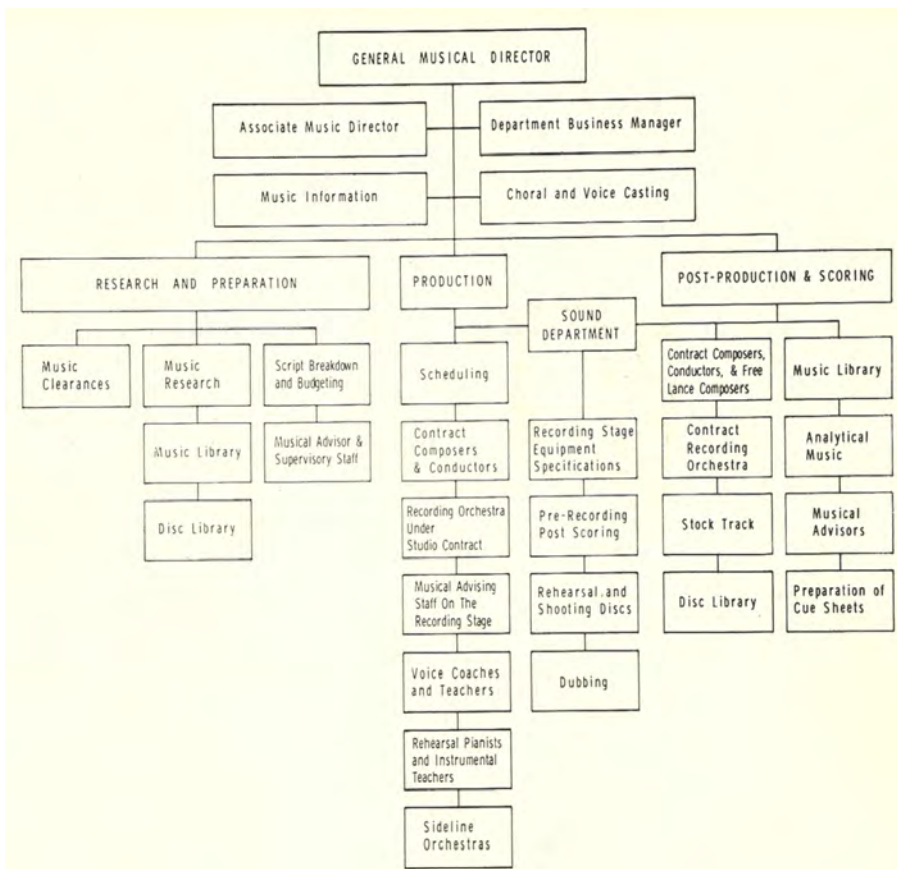 GENERAL MUSICAL DIRECTOR
Associate Music Director
Department Business Manager
Music Information
Choral and Voice Casting
RESEARCH AND PREPARATION
PRODUCTION
POST-PRODUCTION & SCORING
SOUND
DEPARTMENT
Music
Clearances
Music
Research
Script Breakdown
and Budgeting
Music Library
Musical Advisor &
Supervisory Staff
Disc Library
Scheduling
Contract
Composers
& Conductors
Recording Orchestra
Under
Studio Contract
Musical Advising
Staff On The
Recording Stage
Voice Coaches
and Teachers
Rehearsal Pianists
and Instrumental
Teachers
Sideline
Orchestras
Recording Stage
Equipment
Specifications
Pre-Recording
Post Scoring
Rehearsal and
Shooting Discs
Dubbing
Contract Composers,
Conductors, & Free
Lance Composers
Contract
Recording
Orchestra
Stock Track
Disc Library
Music Library
Analytical
Music
Musical
Advisors
Preparation of
Cue Sheets